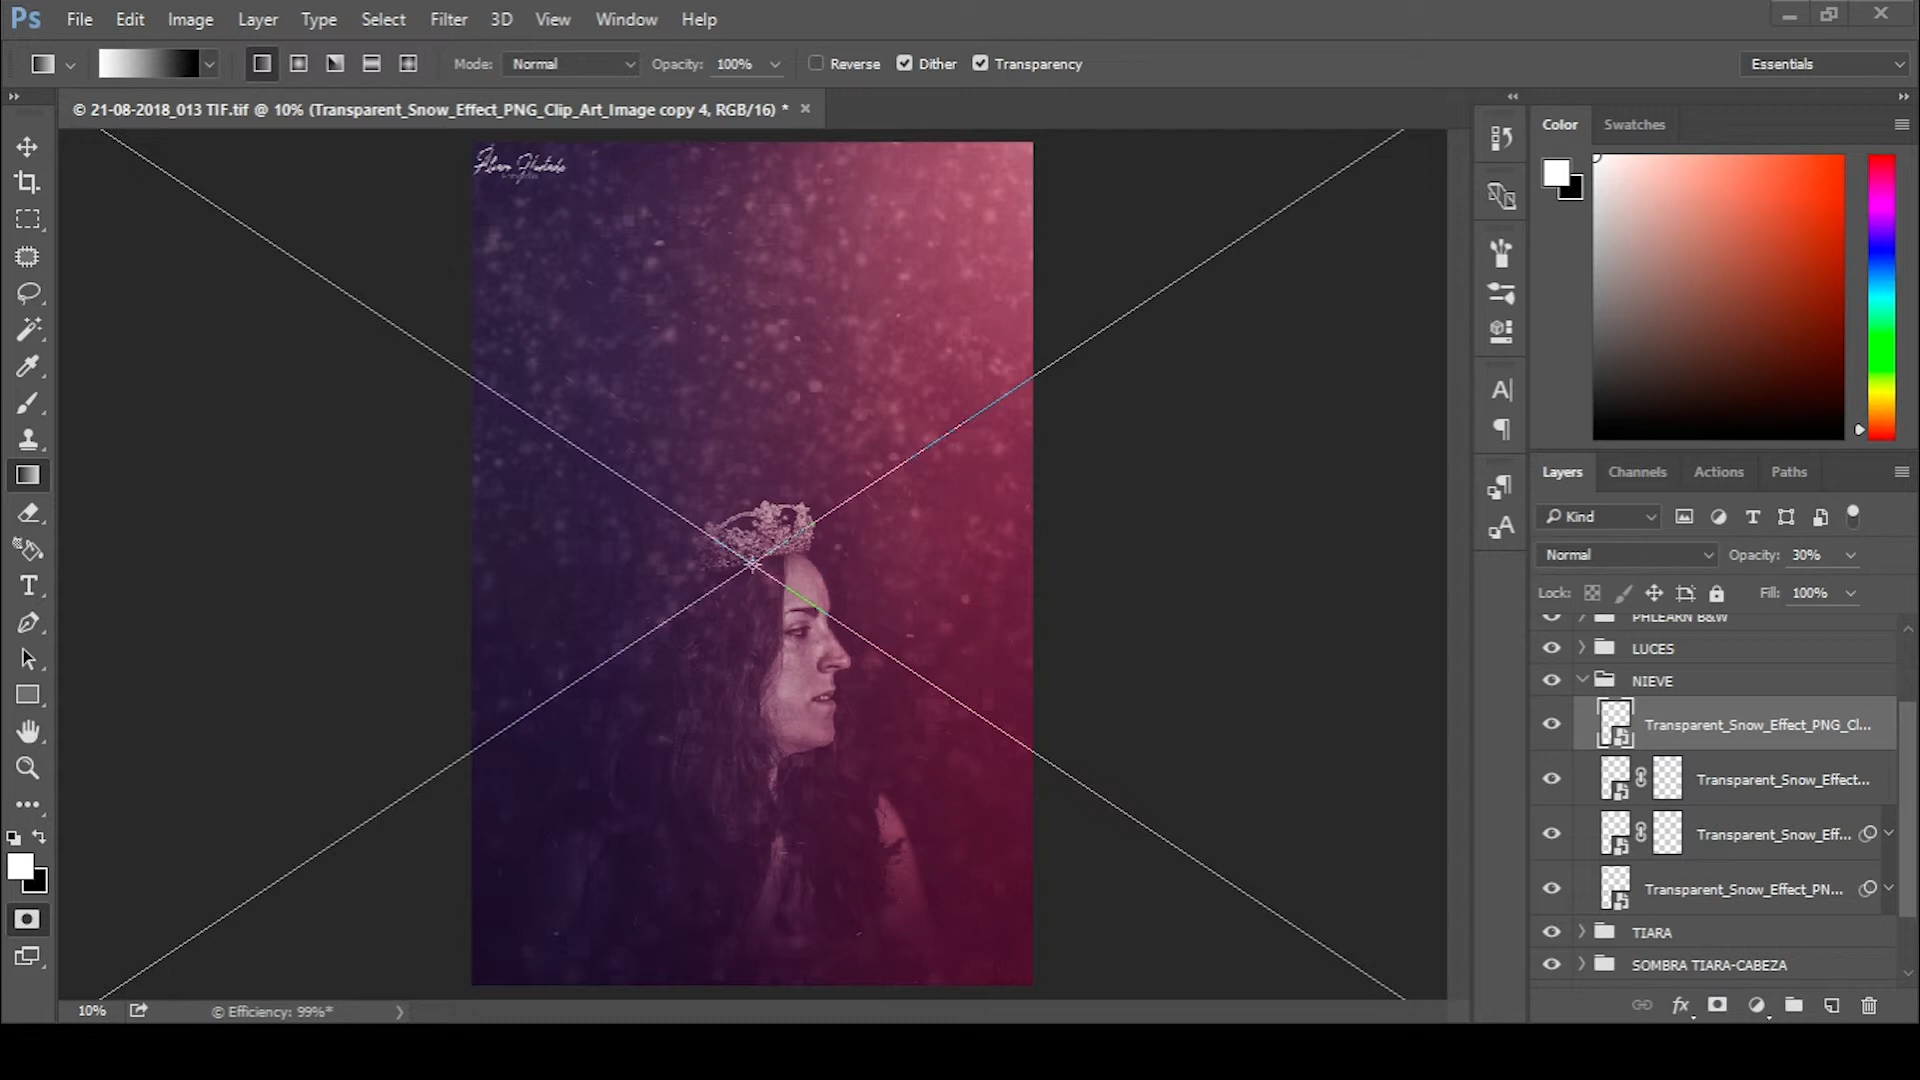 Ps File Edit Image Layer Type Select Filter 3D View Window Help
Mode: Normal Opacity: 100% Reverse Dither Transparency Essentials
© 21-08-2018_013 TIF.tif @ 10% (Transparent_Snow_Effect_PNG_Clip_Art_Image copy 4, RGB/16) * ×
Color Swatches
Layers Channels Actions Paths
Kind
Normal Opacity: 30%
Lock: Fill: 100%
PHLEARN B&W
LUCES
NIEVE
Transparent_Snow_Effect_PNG_Cl...
Transparent_Snow_Effect...
Transparent_Snow_Eff...
Transparent_Snow_Effect_PN...
TIARA
SOMBRA TIARA-CABEZA
10% © Efficiency: 99%*